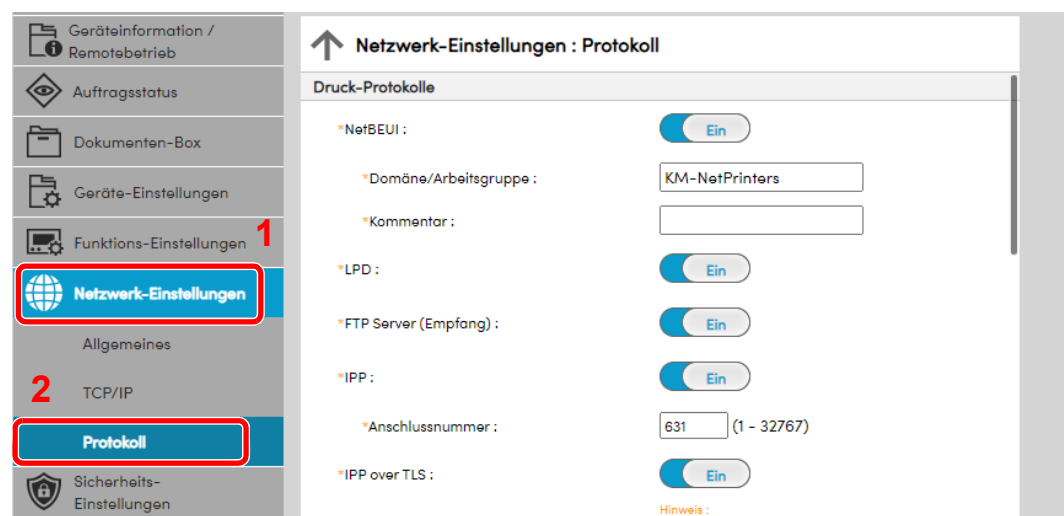 Geräteinformation /
Remotebetrieb
Auftragsstatus
Dokumenten-Box
Geräte-Einstellungen
Funktions-Einstellungen
1
Netzwerk-Einstellungen
Allgemeines
2
TCP/IP
Protokoll
Sicherheits-
Einstellungen
Netzwerk-Einstellungen : Protokoll
Druck-Protokolle
*NetBEUI : Ein
*Domäne/Arbeitsgruppe : KM-NetPrinters
*Kommentar :
*LPD : Ein
*FTP Server (Empfang) : Ein
*IPP : Ein
*Anschlussnummer : 631 (1 - 32767)
*IPP over TLS : Ein
Hinweis :